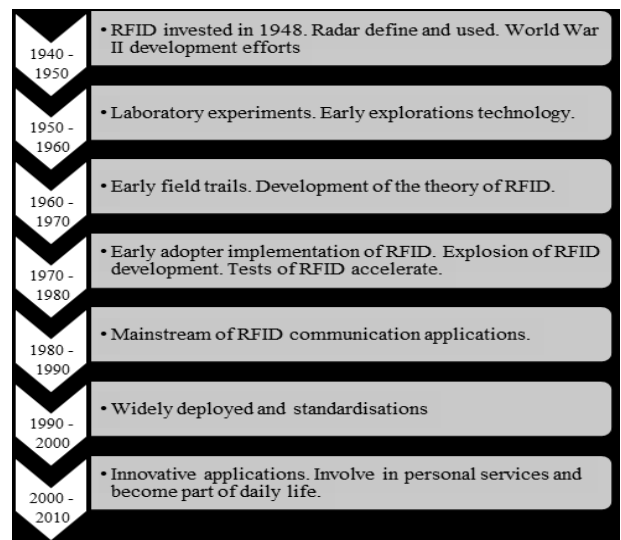 1940 -
1950
• RFID invested in 1948. Radar define and used. World War
II development efforts
1950 -
1960
• Laboratory experiments. Early explorations technology.
1960 -
1970
• Early field trails. Development of the theory of RFID.
1970 -
1980
• Early adopter implementation of RFID. Explosion of RFID
development. Tests of RFID accelerate.
1980 -
1990
• Mainstream of RFID communication applications.
1990 -
2000
• Widely deployed and standardisations
2000 -
2010
• Innovative applications. Involve in personal services and
become part of daily life.